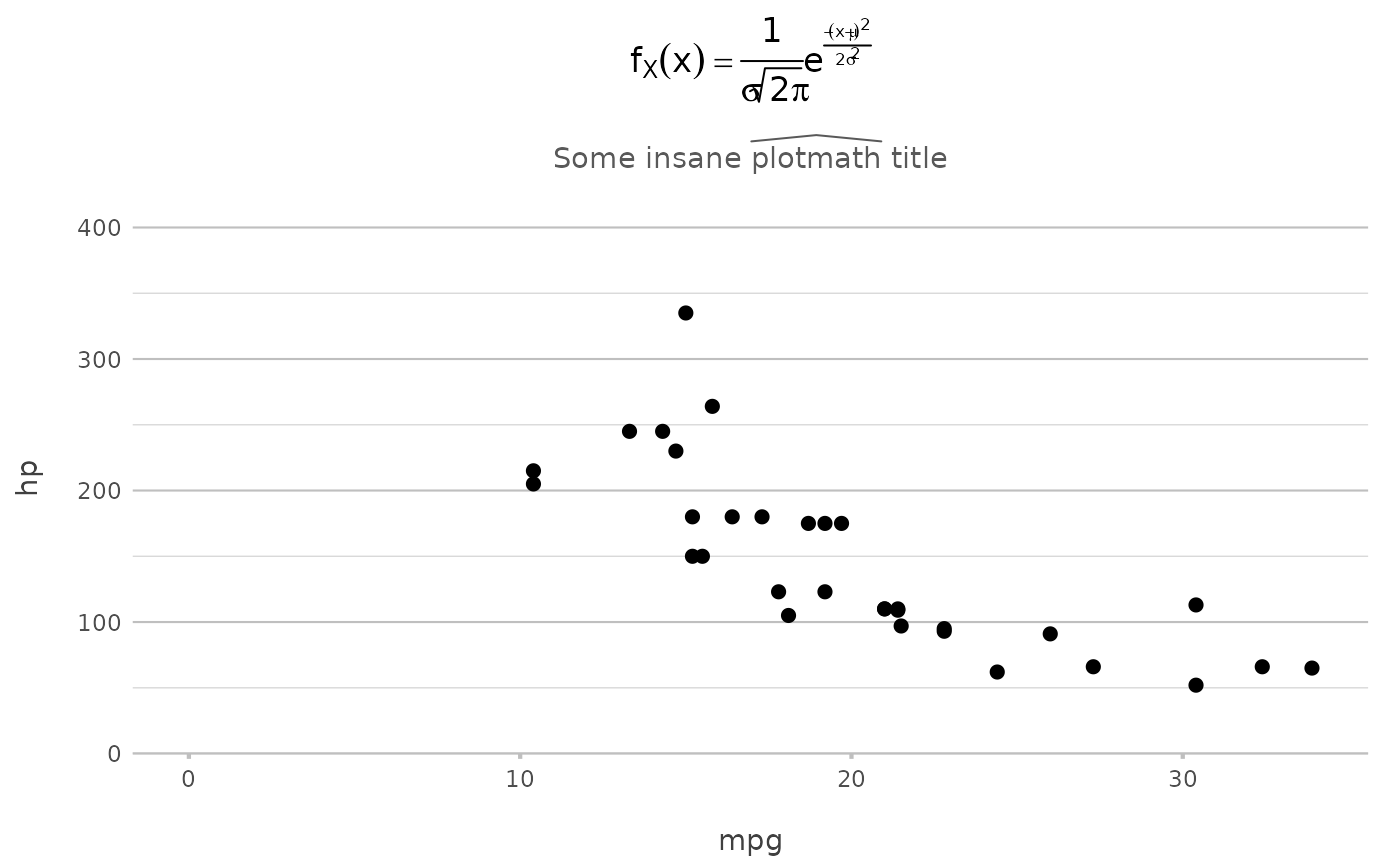 f_X(x) = 1/(σ√2π) e^(−(x−μ)²/2σ²)
Some insane plotmath title
400
300
hp
200
100
0
0 10 20 30
mpg